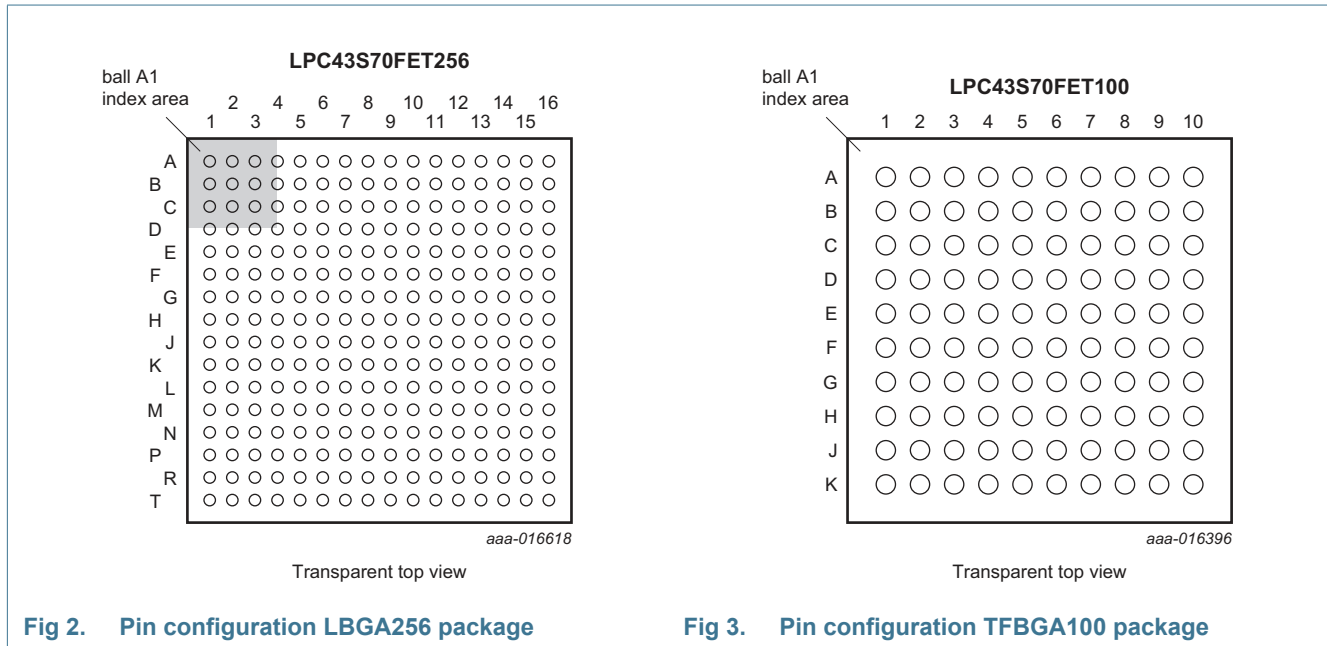 LPC43S70FET256
ball A1
index area
2 4 6 8 10 12 14 16
1 3 5 7 9 11 13 15
A
B
C
D
E
F
G
H
J
K
L
M
N
P
R
T
aaa-016618
Transparent top view
Fig 2. Pin configuration LBGA256 package
LPC43S70FET100
ball A1
index area
1 2 3 4 5 6 7 8 9 10
A
B
C
D
E
F
G
H
J
K
aaa-016396
Transparent top view
Fig 3. Pin configuration TFBGA100 package